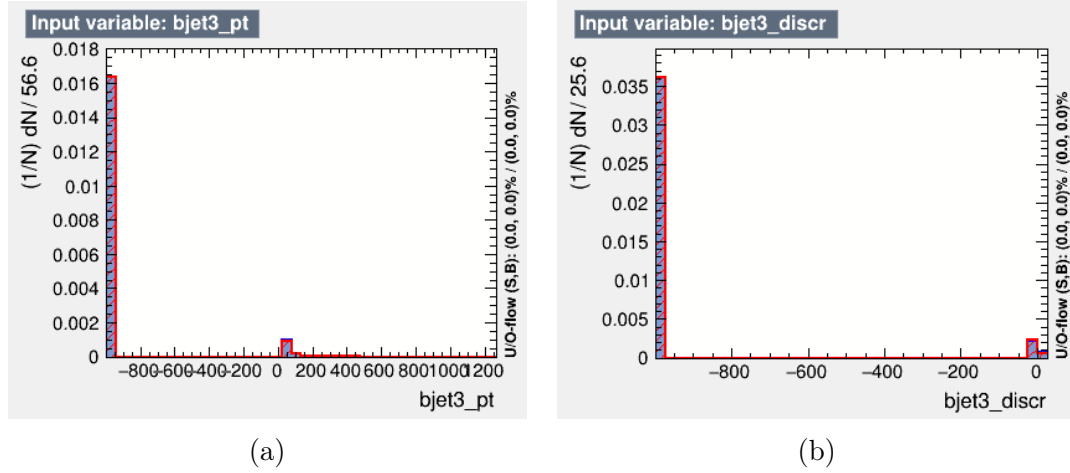 Input variable: bjet3_pt
(1/N) dN / 56.6
0.018
0.016
0.014
0.012
0.01
0.008
0.006
0.004
0.002
0
−800 −600 −400 −200 0 200 400 600 800 1000 1200
bjet3_pt
U/O-flow (S,B): (0.0, 0.0)% / (0.0, 0.0)%
(a)
Input variable: bjet3_discr
(1/N) dN / 25.6
0.035
0.03
0.025
0.02
0.015
0.01
0.005
0
−800 −600 −400 −200 0
bjet3_discr
U/O-flow (S,B): (0.0, 0.0)% / (0.0, 0.0)%
(b)